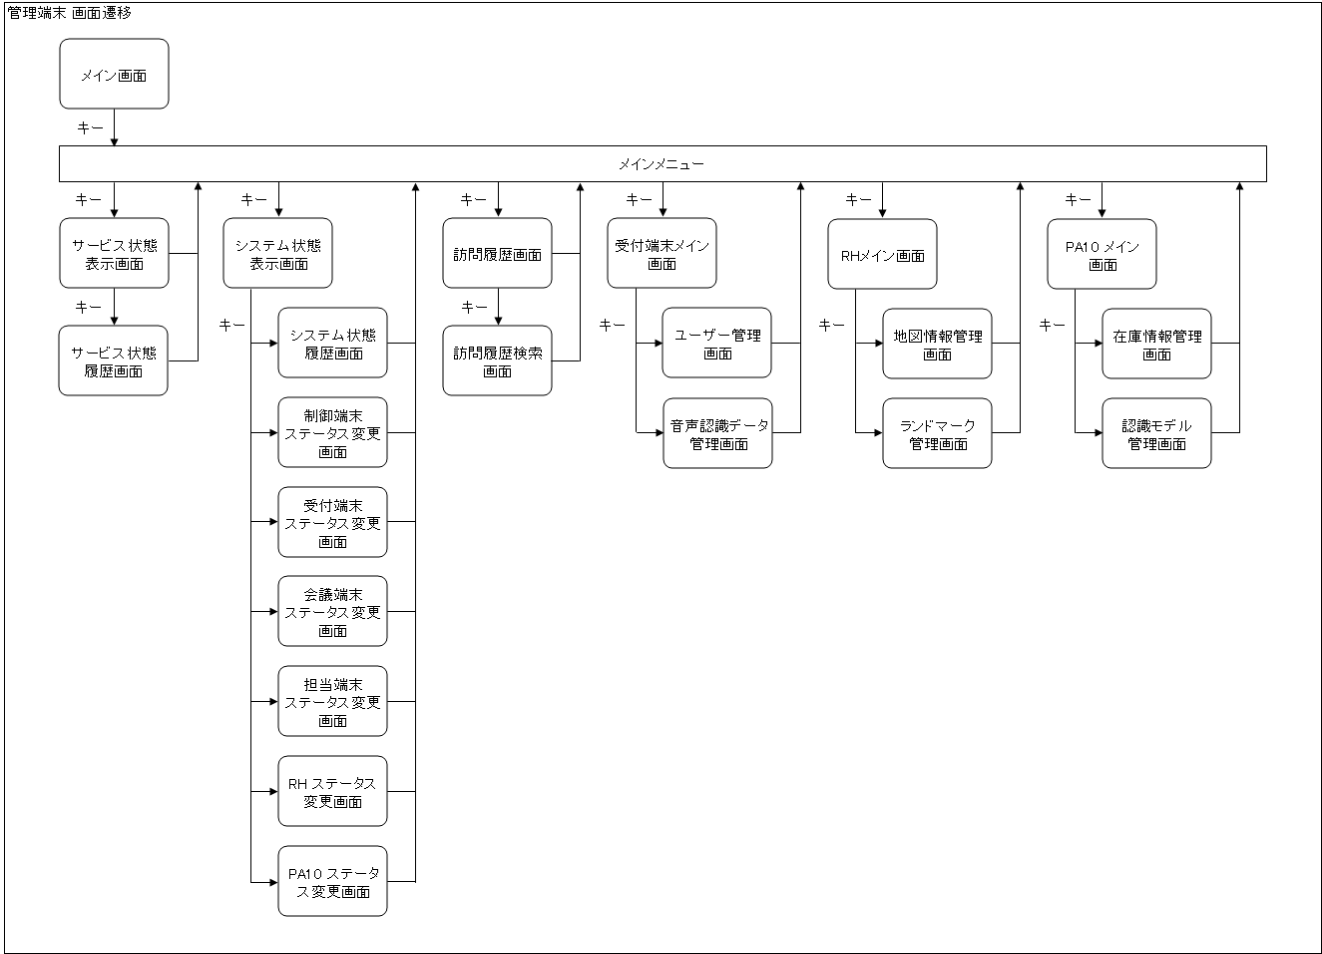 管理端末 画面遷移
メイン画面
キー
メインメニュー
キー
キー
キー
キー
キー
サービス状態
表示画面
システム状態
表示画面
訪問履歴画面
受付端末メイン
画面
RHメイン画面
PA10 メイン
画面
キー
キー
キー
キー
キー
キー
サービス状態
履歴画面
システム状態
履歴画面
訪問履歴検索
画面
ユーザー管理
画面
地図情報管理
画面
在庫情報管理
画面
制御端末
ステータス変更
画面
音声認識データ
管理画面
ランドマーク
管理画面
認識モデル
管理画面
受付端末
ステータス変更
画面
会議端末
ステータス変更
画面
担当端末
ステータス変更
画面
RH ステータス
変更画面
PA10 ステータ
ス変更画面